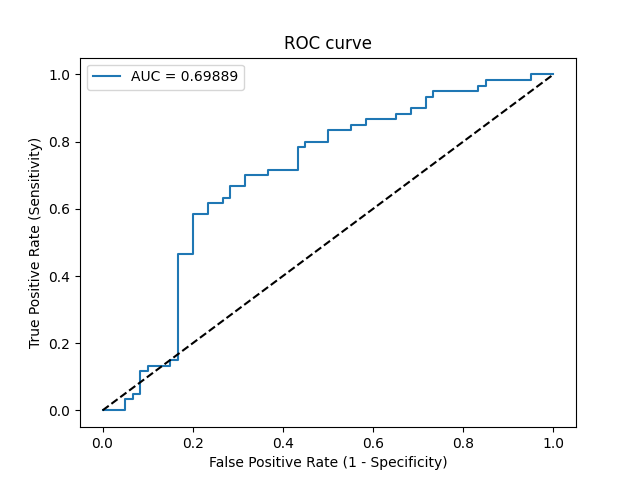 ROC curve
AUC = 0.69889
True Positive Rate (Sensitivity)
1.0
0.8
0.6
0.4
0.2
0.0
0.0 0.2 0.4 0.6 0.8 1.0
False Positive Rate (1 - Specificity)